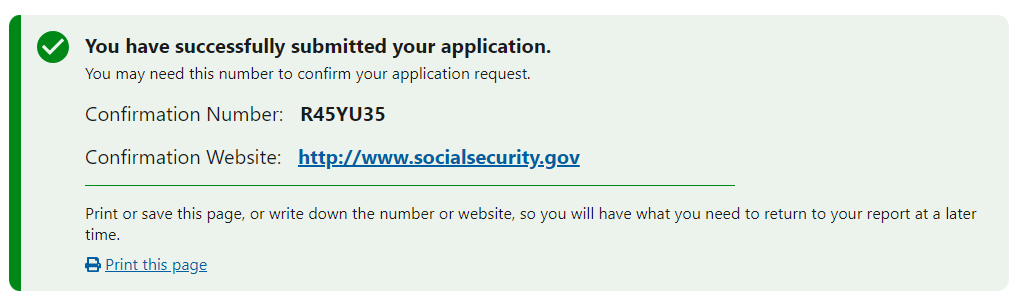 You have successfully submitted your application.
You may need this number to confirm your application request.
Confirmation Number: R45YU35
Confirmation Website: http://www.socialsecurity.gov
Print or save this page, or write down the number or website, so you will have what you need to return to your report at a later
time.
Print this page